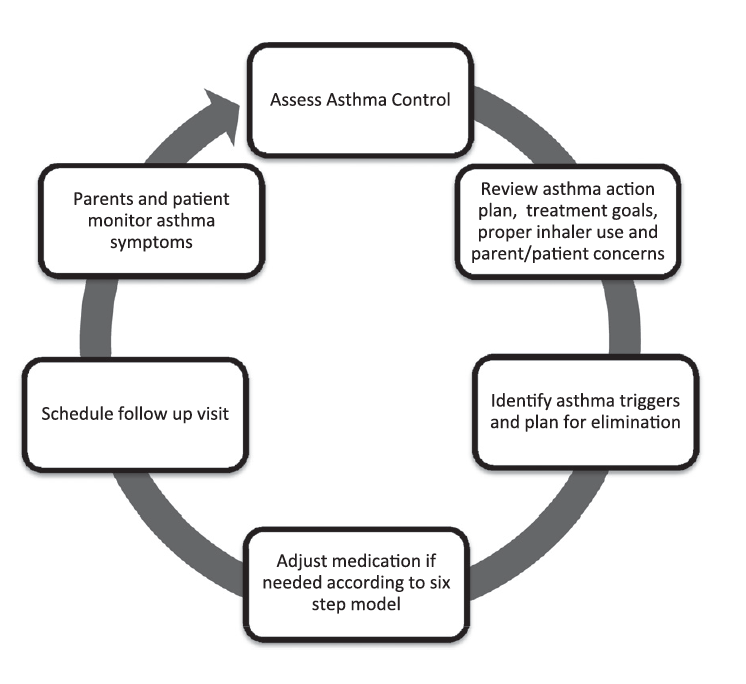 Assess Asthma Control
Review asthma action
plan, treatment goals,
proper inhaler use and
parent/patient concerns
Identify asthma triggers
and plan for elimination
Adjust medication if
needed according to six
step model
Schedule follow up visit
Parents and patient
monitor asthma
symptoms